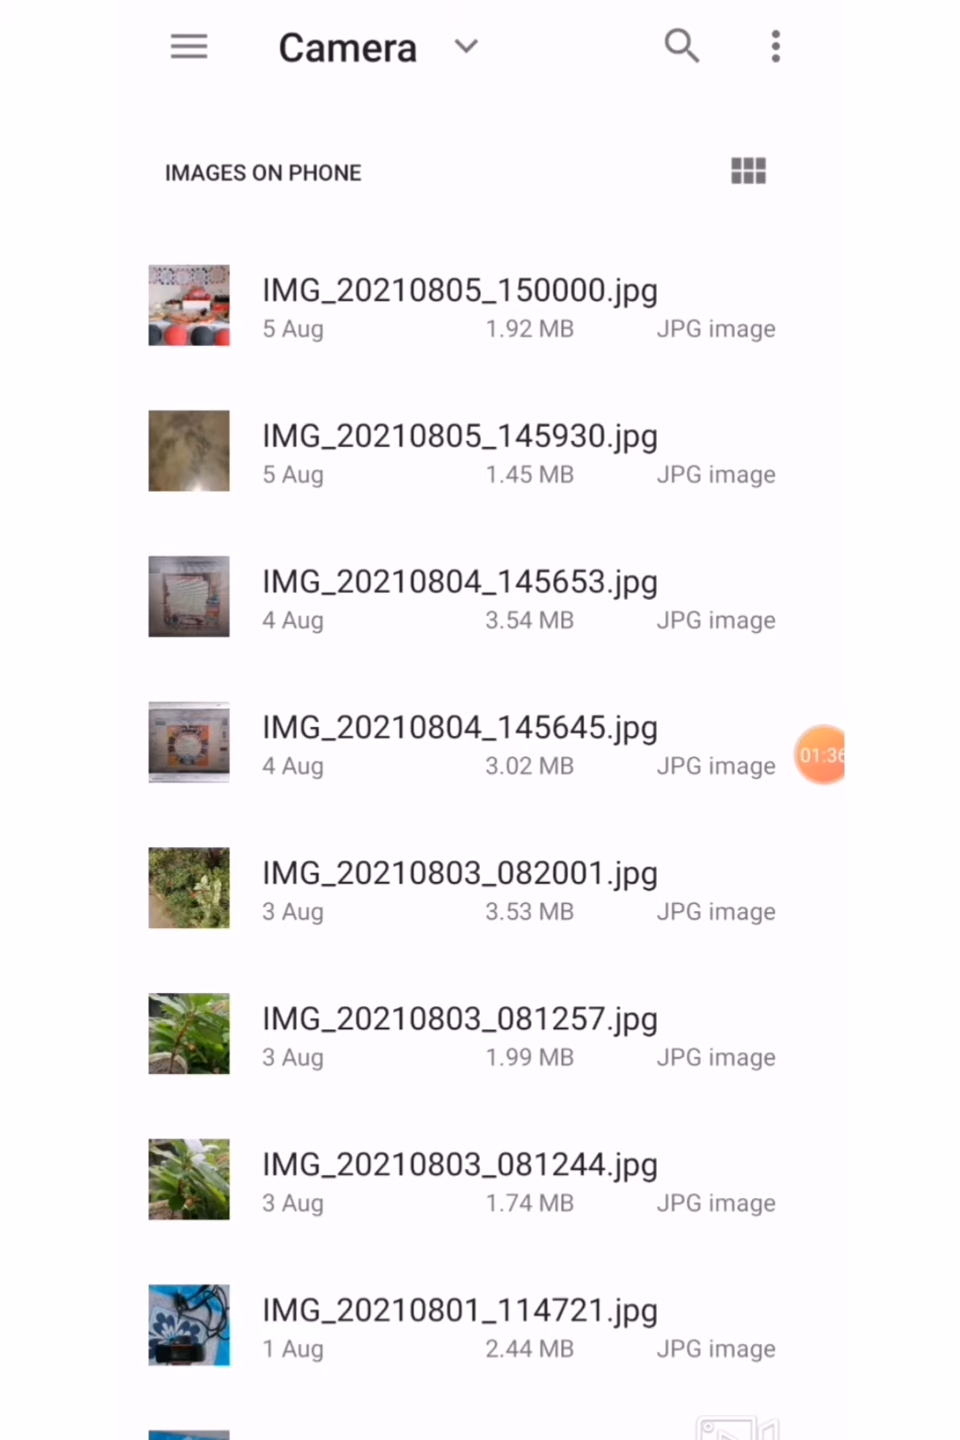 Camera
IMAGES ON PHONE
IMG_20210805_150000.jpg
5 Aug 1.92 MB JPG image
IMG_20210805_145930.jpg
5 Aug 1.45 MB JPG image
IMG_20210804_145653.jpg
4 Aug 3.54 MB JPG image
IMG_20210804_145645.jpg
4 Aug 3.02 MB JPG image
01:36
IMG_20210803_082001.jpg
3 Aug 3.53 MB JPG image
IMG_20210803_081257.jpg
3 Aug 1.99 MB JPG image
IMG_20210803_081244.jpg
3 Aug 1.74 MB JPG image
IMG_20210801_114721.jpg
1 Aug 2.44 MB JPG image